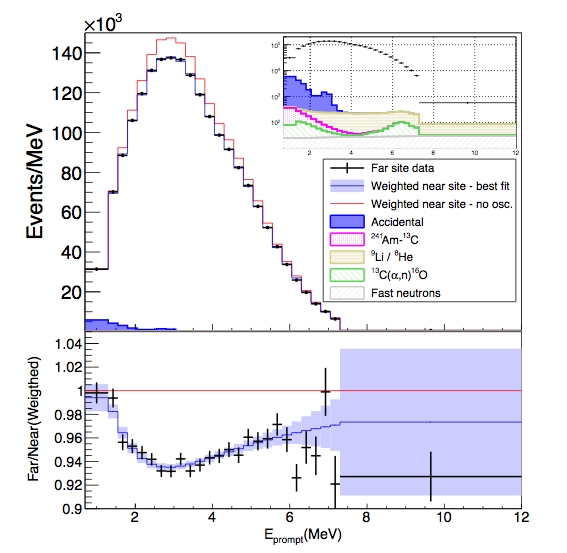 ×10³
140
120
100
80
60
40
20
Events/MeV
10⁵
10⁴
10³
10²
2 4 6 8 10 12
Far site data
Weighted near site - best fit
Weighted near site - no osc.
Accidental
²⁴¹Am-¹³C
⁹Li / ⁸He
¹³C(α,n)¹⁶O
Fast neutrons
1.04
1.02
1
0.98
0.96
0.94
0.92
0.9
Far/Near(Weigthed)
2 4 6 8 10 12
E_prompt(MeV)